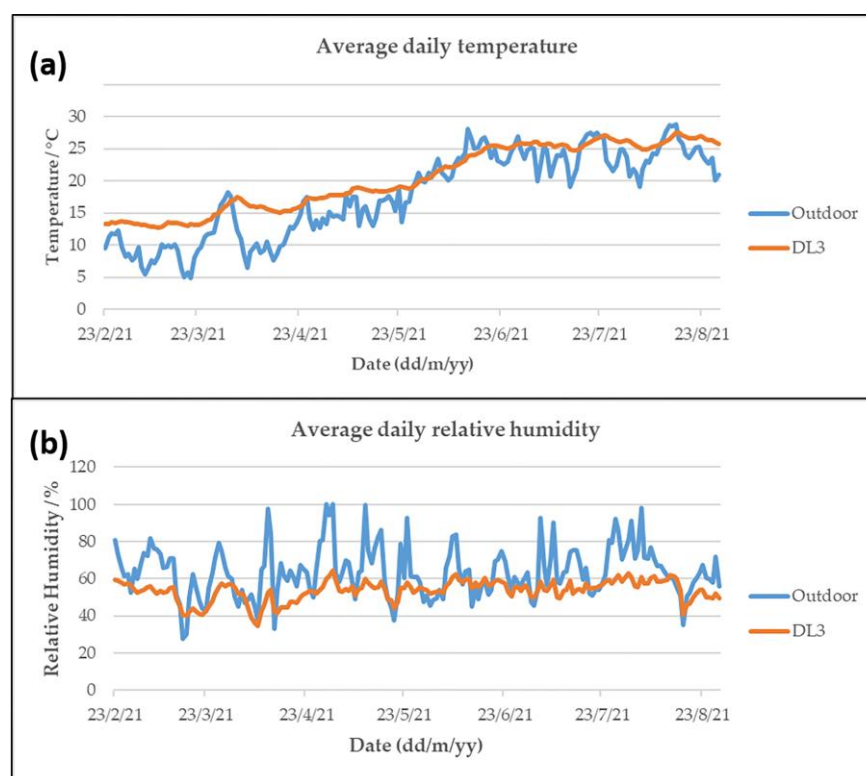 (a)
Average daily temperature
Temperature/°C
30
25
20
15
10
5
0
23/2/21 23/3/21 23/4/21 23/5/21 23/6/21 23/7/21 23/8/21
Date (dd/m/yy)
Outdoor
DL3
(b)
Average daily relative humidity
Relative Humidity/%
120
100
80
60
40
20
0
23/2/21 23/3/21 23/4/21 23/5/21 23/6/21 23/7/21 23/8/21
Date (dd/m/yy)
Outdoor
DL3